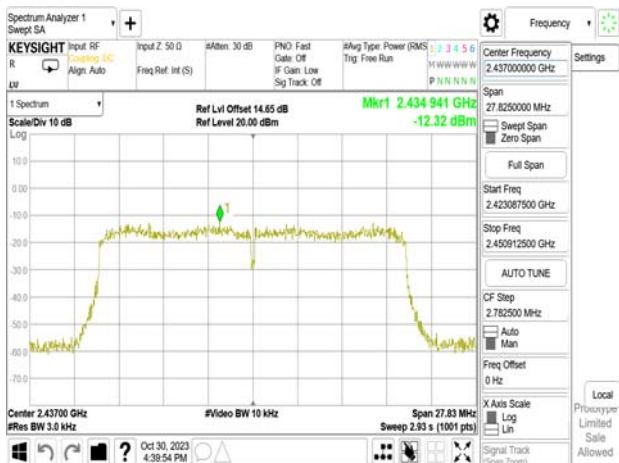 Spectrum Analyzer 1
Swept SA
Frequency
KEYSIGHT
R
Input: RF
Coupling: DC
Align: Auto
Input Z: 50 Ω
Freq Ref: Int (S)
#Atten: 30 dB
PNO: Fast
Gate: Off
IF Gain: Low
Sig Track: Off
#Avg Type: Power (RMS
Trig: Free Run
1 2 3 4 5 6
M W W W W W
P N N N N N
1 Spectrum
Scale/Div 10 dB
Ref Lvl Offset 14.65 dB
Ref Level 20.00 dBm
Mkr1 2.434 941 GHz
-12.32 dBm
Log
10.0
0.00
-10.0
-20.0
-30.0
-40.0
-50.0
-60.0
-70.0
1
Center 2.43700 GHz
#Res BW 3.0 kHz
#Video BW 10 kHz
Span 27.83 MHz
Sweep 2.93 s (1001 pts)
Oct 30, 2023
4:39:54 PM
Center Frequency
2.437000000 GHz
Span
27.8250000 MHz
Swept Span
Zero Span
Full Span
Start Freq
2.423087500 GHz
Stop Freq
2.450912500 GHz
AUTO TUNE
CF Step
2.782500 MHz
Auto
Man
Freq Offset
0 Hz
X Axis Scale
Log
Lin
Signal Track
(Span Zoom)
Settings
Local
Prototype
Limited
Sale
Allowed